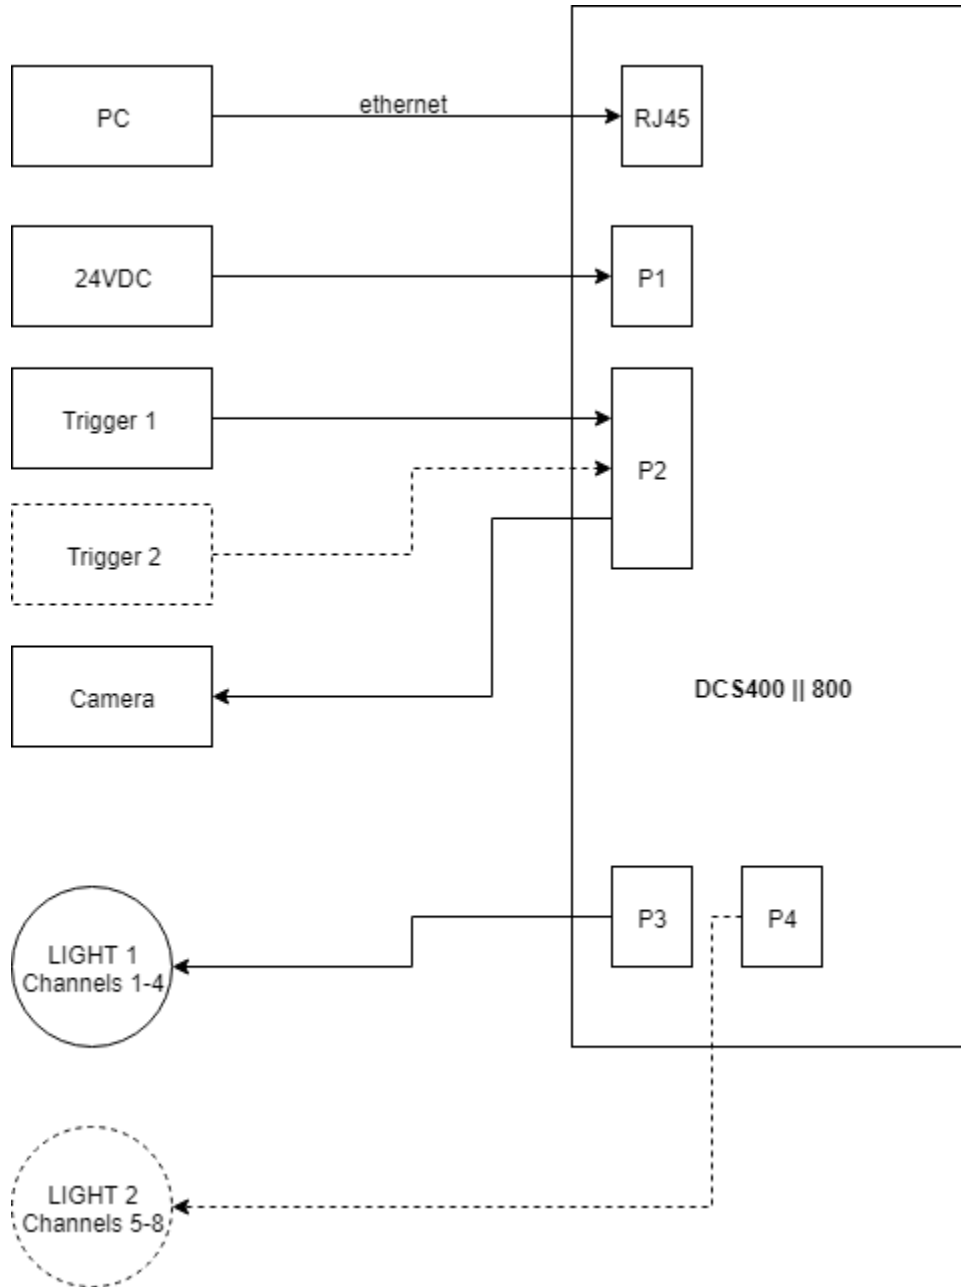 PC
ethernet
RJ45
24VDC
P1
Trigger 1
P2
Trigger 2
Camera
DCS400 || 800
P3
P4
LIGHT 1
Channels 1-4
LIGHT 2
Channels 5-8